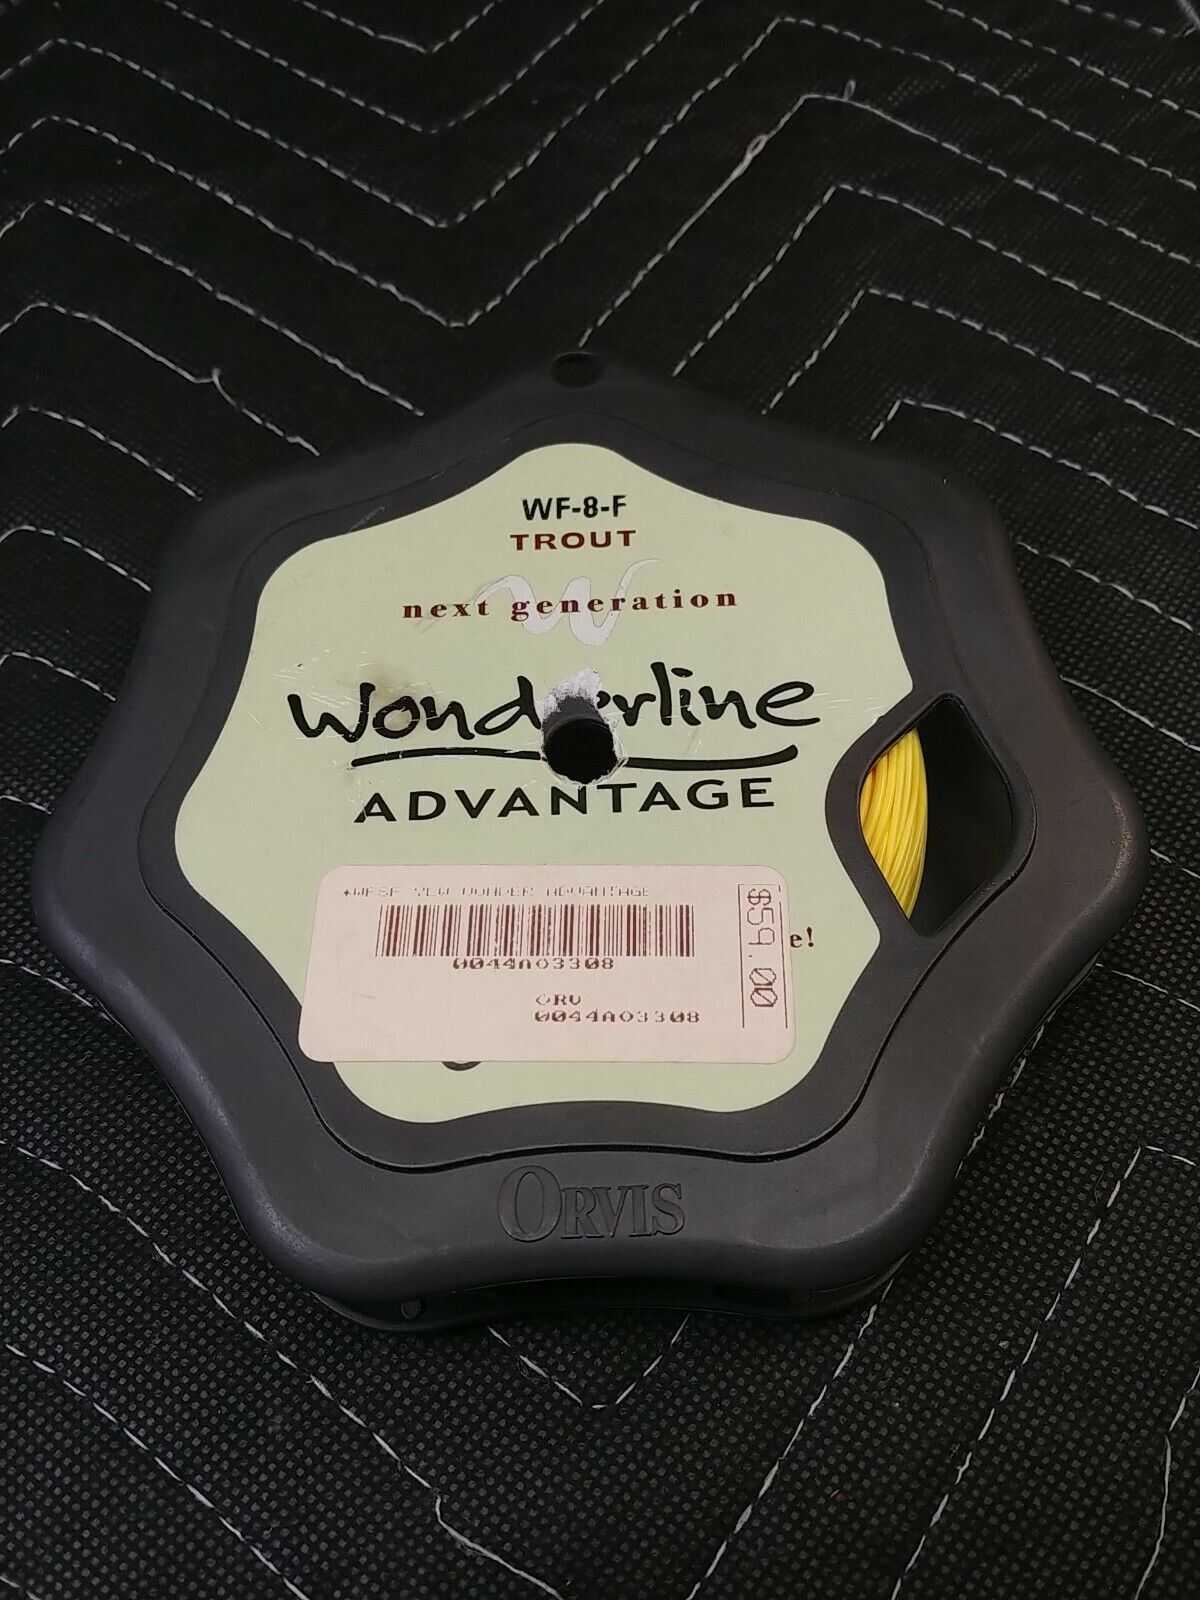 WF-8-F
TROUT
next generation
Wonderline
ADVANTAGE
*WF8F YLW WONDER ADVANTAGE
$59.00
e!
0044A03308
ORV
0044A03308
ORVIS